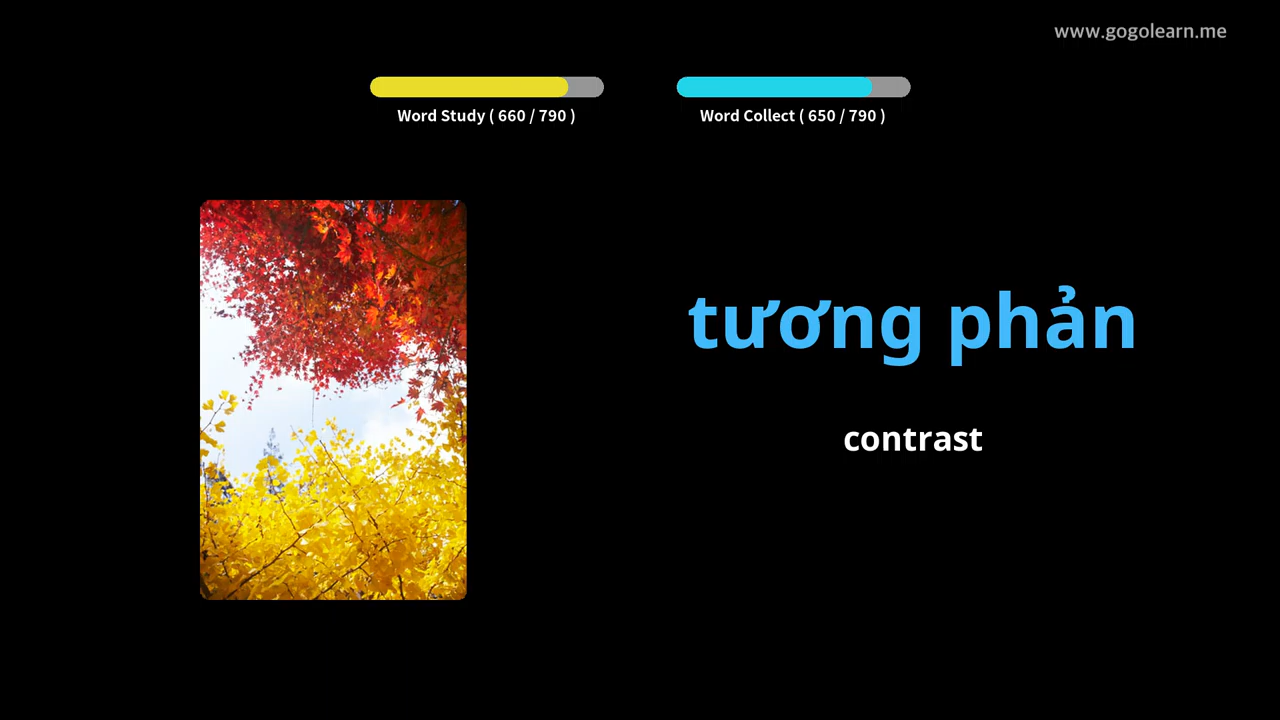 www.gogolearn.me
Word Study ( 660 / 790 )
Word Collect ( 650 / 790 )
tương phản
contrast